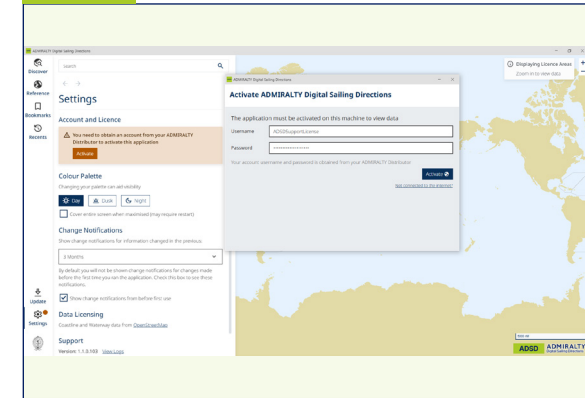 ADMIRALTY Digital Sailing Directions
Discover
Reference
Bookmarks
Recents
Update
Settings
Search
Settings
Account and Licence
You need to obtain an account from your ADMIRALTY
Distributor to activate this application
Activate
Colour Palette
Changing your palette can aid visibility.
Day
Dusk
Night
Cover entire screen when maximised (may require restart)
Change Notifications
Show change notifications for information changed in the previous:
3 Months
By default you will not be shown change notifications for changes made
before the first time you ran the application. Check this box to see these
notifications.
Show change notifications from before first use
Data Licensing
Coastline and Waterway data from OpenStreetMap
Support
Version: 1.1.0.103 View Logs
ADMIRALTY Digital Sailing Directions
Activate ADMIRALTY Digital Sailing Directions
The application must be activated on this machine to view data
Username
ADSDSupportLicense
Password
Your account username and password is obtained from your ADMIRALTY Distributor
Activate
Not connected to the internet?
Displaying Licence Areas
Zoom in to view data
ADSD
ADMIRALTY
Digital Sailing Directions